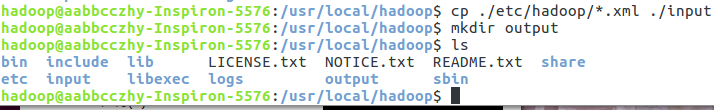 hadoop@aabbcczhy-Inspiron-5576:/usr/local/hadoop$ cp ./etc/hadoop/*.xml ./input
hadoop@aabbcczhy-Inspiron-5576:/usr/local/hadoop$ mkdir output
hadoop@aabbcczhy-Inspiron-5576:/usr/local/hadoop$ ls
bin include lib LICENSE.txt NOTICE.txt README.txt share
etc input libexec logs output sbin
hadoop@aabbcczhy-Inspiron-5576:/usr/local/hadoop$